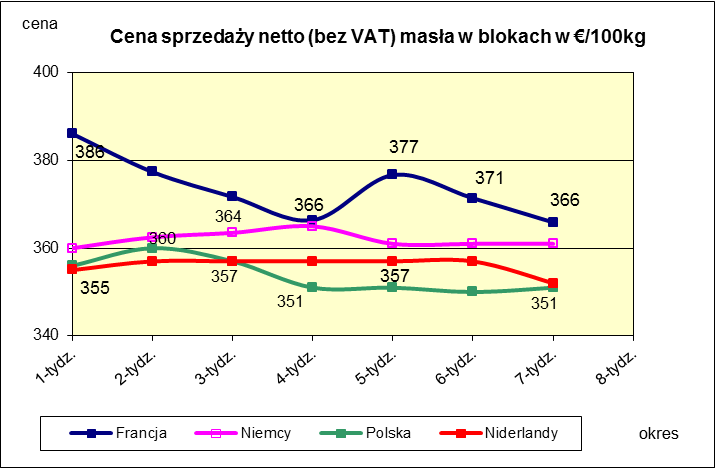 cena
Cena sprzedaży netto (bez VAT) masła w blokach w €/100kg
400
380
360
340
386
377
371
366
366
364
360
357
357
355
351
351
1-tydz.
2-tydz.
3-tydz.
4-tydz.
5-tydz.
6-tydz.
7-tydz.
8-tydz.
Francja Niemcy Polska Niderlandy
okres